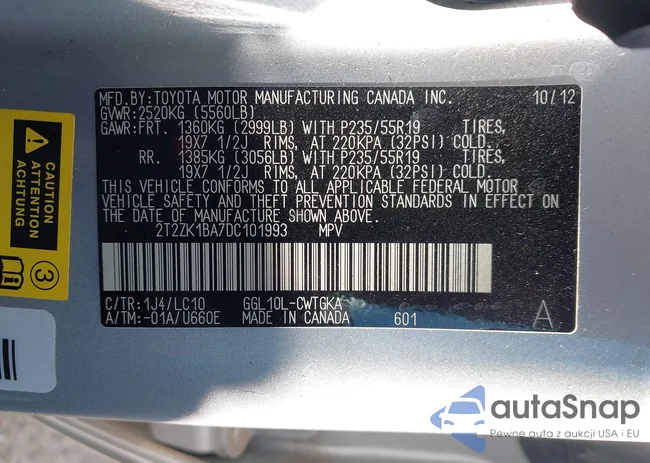 MFD.BY:TOYOTA MOTOR MANUFACTURING CANADA INC. 10/12
GVWR:2520KG (5560LB)
GAWR:FRT. 1360KG (2999LB) WITH P235/55R19 TIRES,
19X7 1/2J RIMS, AT 220KPA (32PSI) COLD.
RR. 1385KG (3056LB) WITH P235/55R19 TIRES,
19X7 1/2J RIMS, AT 220KPA (32PSI) COLD.
THIS VEHICLE CONFORMS TO ALL APPLICABLE FEDERAL MOTOR
VEHICLE SAFETY AND THEFT PREVENTION STANDARDS IN EFFECT ON THE
DATE OF MANUFACTURE SHOWN ABOVE.
2T2ZK1BA7DC101993 MPV
C/TR:1J4/LC10 GGL10L-CWTGKA
A/TM:-01A/U660E MADE IN CANADA 601 A
CAUTION
ATTENTION
ACHTUNG
3
autoSnap
Pewne auta z aukcji USA i EU